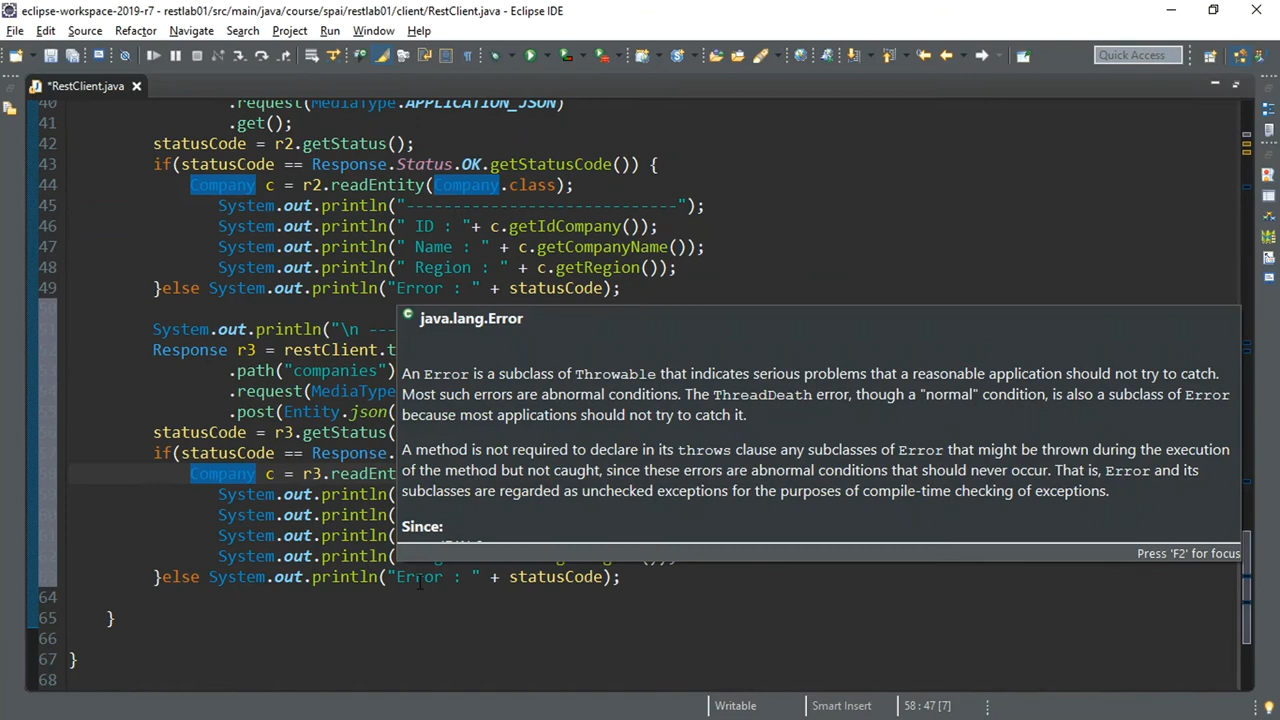 eclipse-workspace-2019-r7 - restlab01/src/main/java/course/spai/restlab01/client/RestClient.java - Eclipse IDE
File Edit Source Refactor Navigate Search Project Run Window Help
Quick Access
*RestClient.java
40 .request(MediaType.APPLICATION_JSON)
41 .get();
42 statusCode = r2.getStatus();
43 if(statusCode == Response.Status.OK.getStatusCode()) {
44 Company c = r2.readEntity(Company.class);
45 System.out.println("-----------------------------");
46 System.out.println(" ID : "+ c.getIdCompany());
47 System.out.println(" Name : " + c.getCompanyName());
48 System.out.println(" Region : " + c.getRegion());
49 }else System.out.println("Error : " + statusCode);
System.out.println("\n ---
Response r3 = restClient.t
.path("companies")
.request(MediaType
.post(Entity.json(
statusCode = r3.getStatus(
if(statusCode == Response.
Company c = r3.readEnt
System.out.println(
System.out.println(
System.out.println(
System.out.println(
}else System.out.println("Error : " + statusCode);
64
65 }
66
67 }
68
java.lang.Error
An Error is a subclass of Throwable that indicates serious problems that a reasonable application should not try to catch.
Most such errors are abnormal conditions. The ThreadDeath error, though a "normal" condition, is also a subclass of Error
because most applications should not try to catch it.
A method is not required to declare in its throws clause any subclasses of Error that might be thrown during the execution
of the method but not caught, since these errors are abnormal conditions that should never occur. That is, Error and its
subclasses are regarded as unchecked exceptions for the purposes of compile-time checking of exceptions.
Since:
Press 'F2' for focus
Writable Smart Insert 58 : 47 [7]